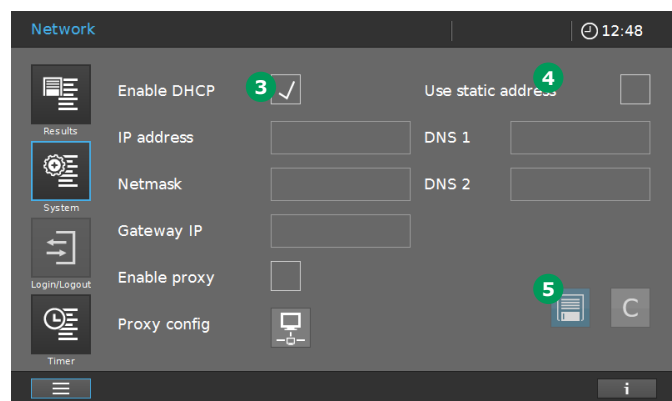 Network
12:48
Results
System
Login/Logout
Timer
Enable DHCP 3
Use static address 4
IP address
DNS 1
Netmask
DNS 2
Gateway IP
Enable proxy
Proxy config
5
C
i